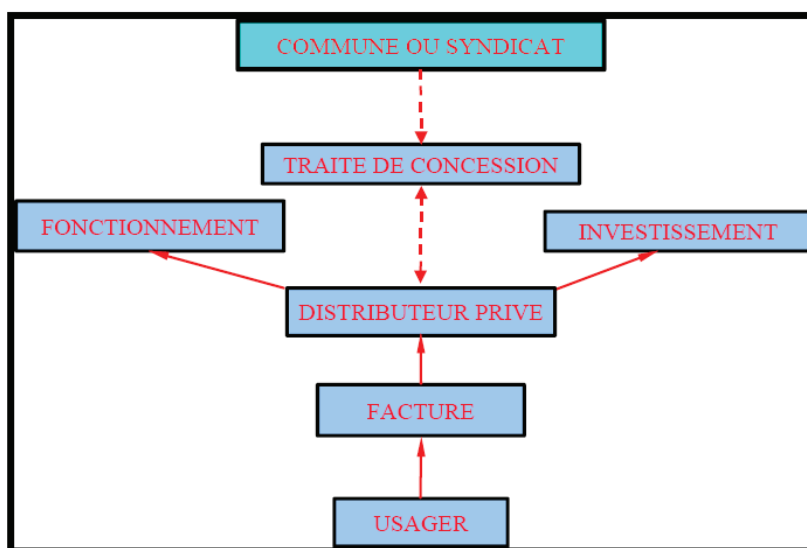 COMMUNE OU SYNDICAT
TRAITE DE CONCESSION
FONCTIONNEMENT
INVESTISSEMENT
DISTRIBUTEUR PRIVE
FACTURE
USAGER